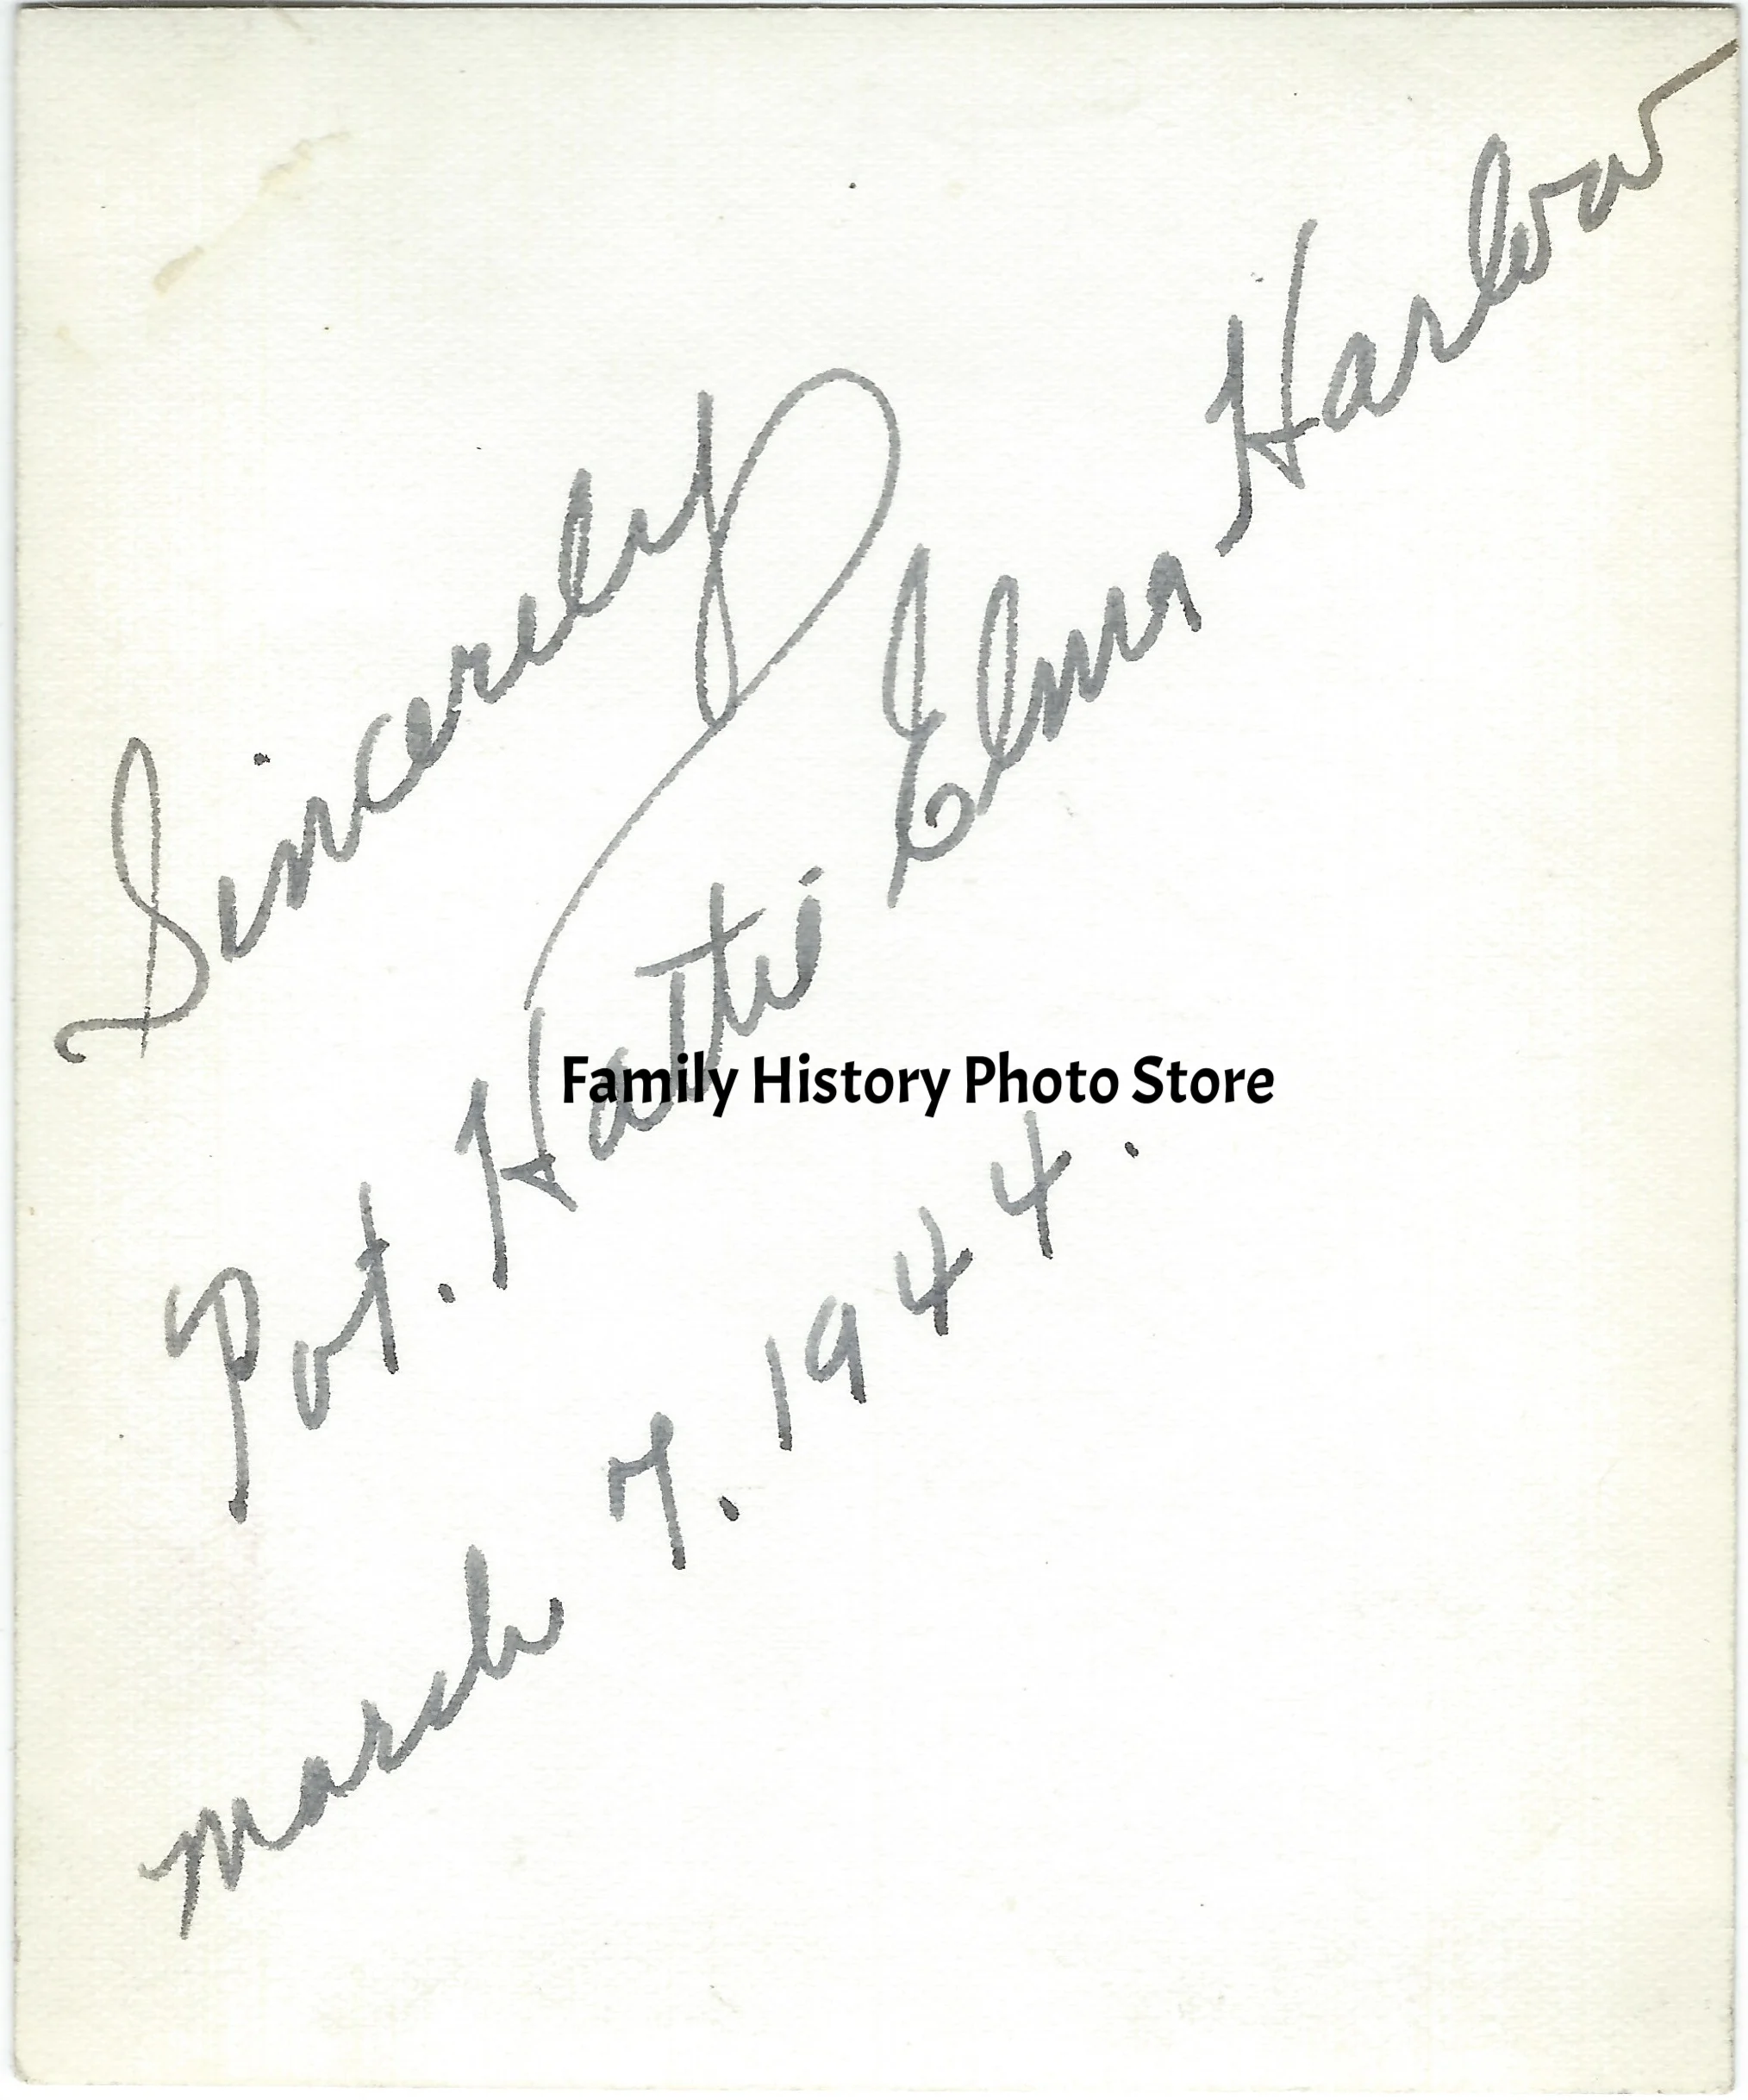 Sincerely
Pvt. Hattie Elma Harlow
Family History Photo Store
March 7. 1944.